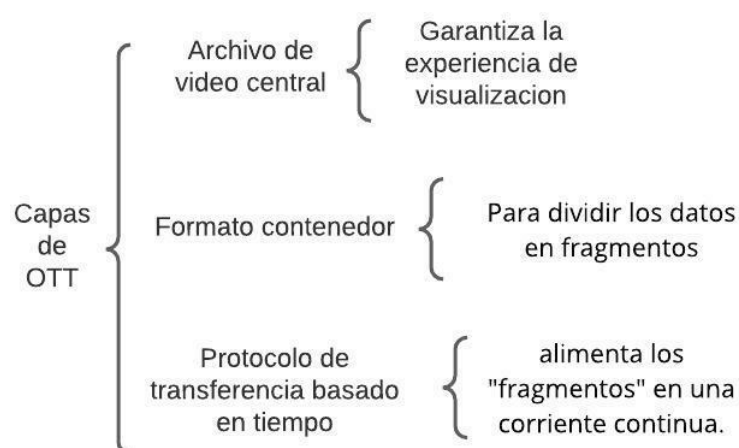 Capas
de
OTT
Archivo de
video central
Garantiza la
experiencia de
visualizacion
Formato contenedor
Para dividir los datos
en fragmentos
Protocolo de
transferencia basado
en tiempo
alimenta los
"fragmentos" en una
corriente continua.